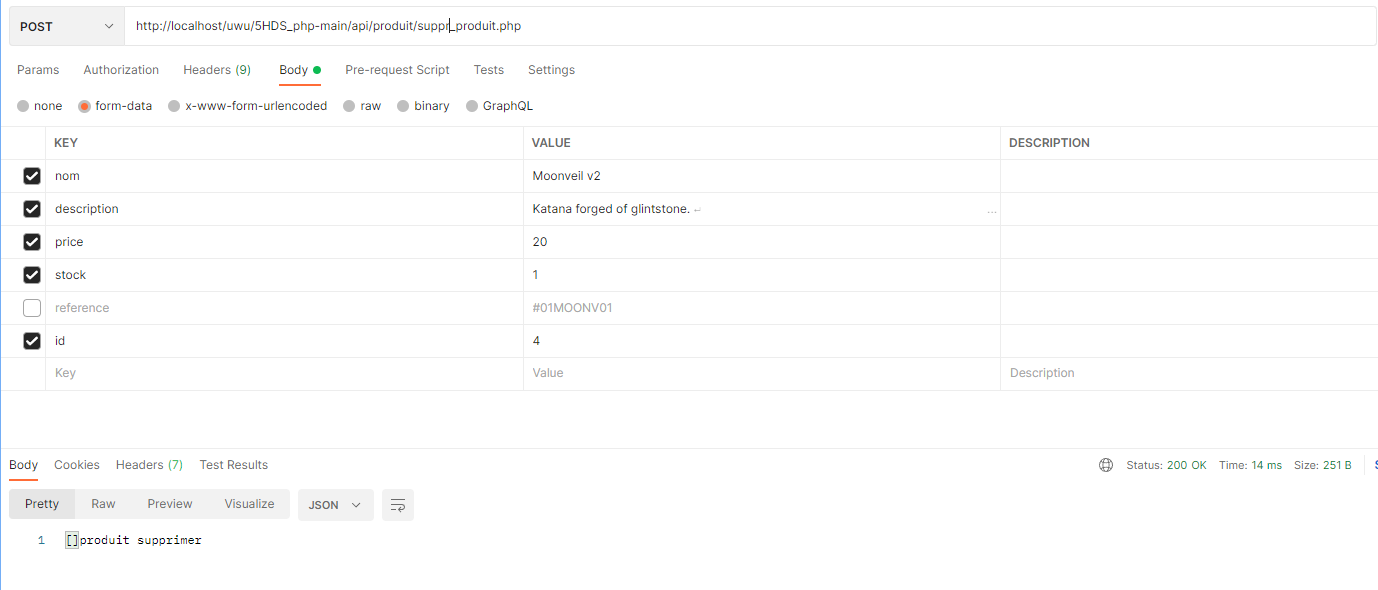 POST http://localhost/uwu/5HDS_php-main/api/produit/suppr_produit.php
Params Authorization Headers (9) Body Pre-request Script Tests Settings
none form-data x-www-form-urlencoded raw binary GraphQL
KEY VALUE DESCRIPTION
nom Moonveil v2
description Katana forged of glintstone. ↵ ...
price 20
stock 1
reference #01MOONV01
id 4
Key Value Description
Body Cookies Headers (7) Test Results Status: 200 OK Time: 14 ms Size: 251 B
Pretty Raw Preview Visualize JSON
1 []produit supprimer